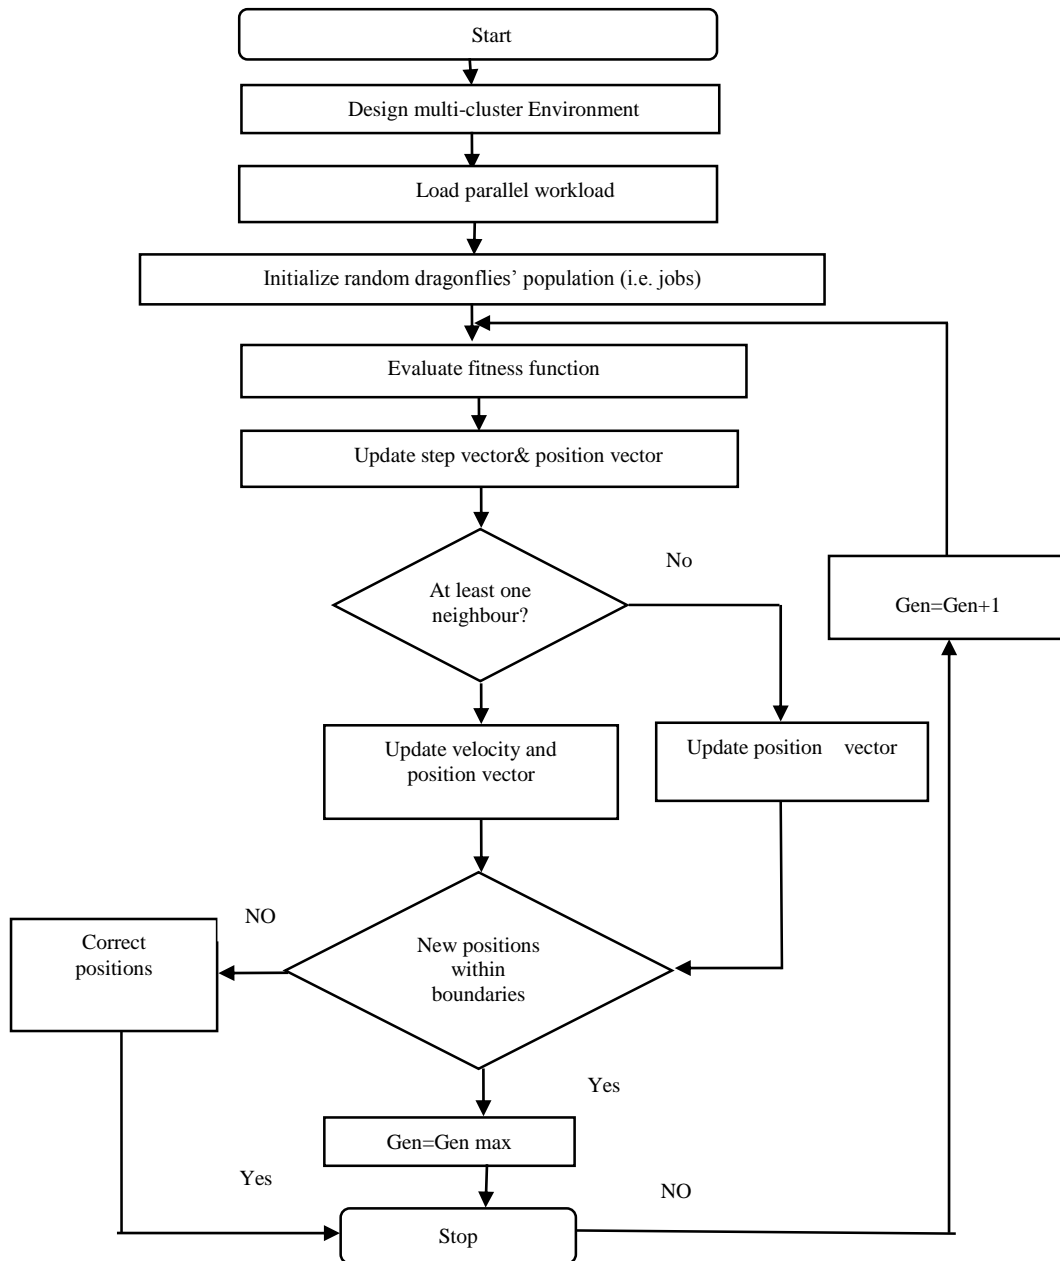 Start
Design multi-cluster Environment
Load parallel workload
Initialize random dragonflies’ population (i.e. jobs)
Evaluate fitness function
Update step vector& position vector
No
At least one
neighbour?
Gen=Gen+1
Update velocity and
position vector
Update position vector
NO
Correct
positions
New positions
within
boundaries
Yes
Gen=Gen max
Yes
NO
Stop